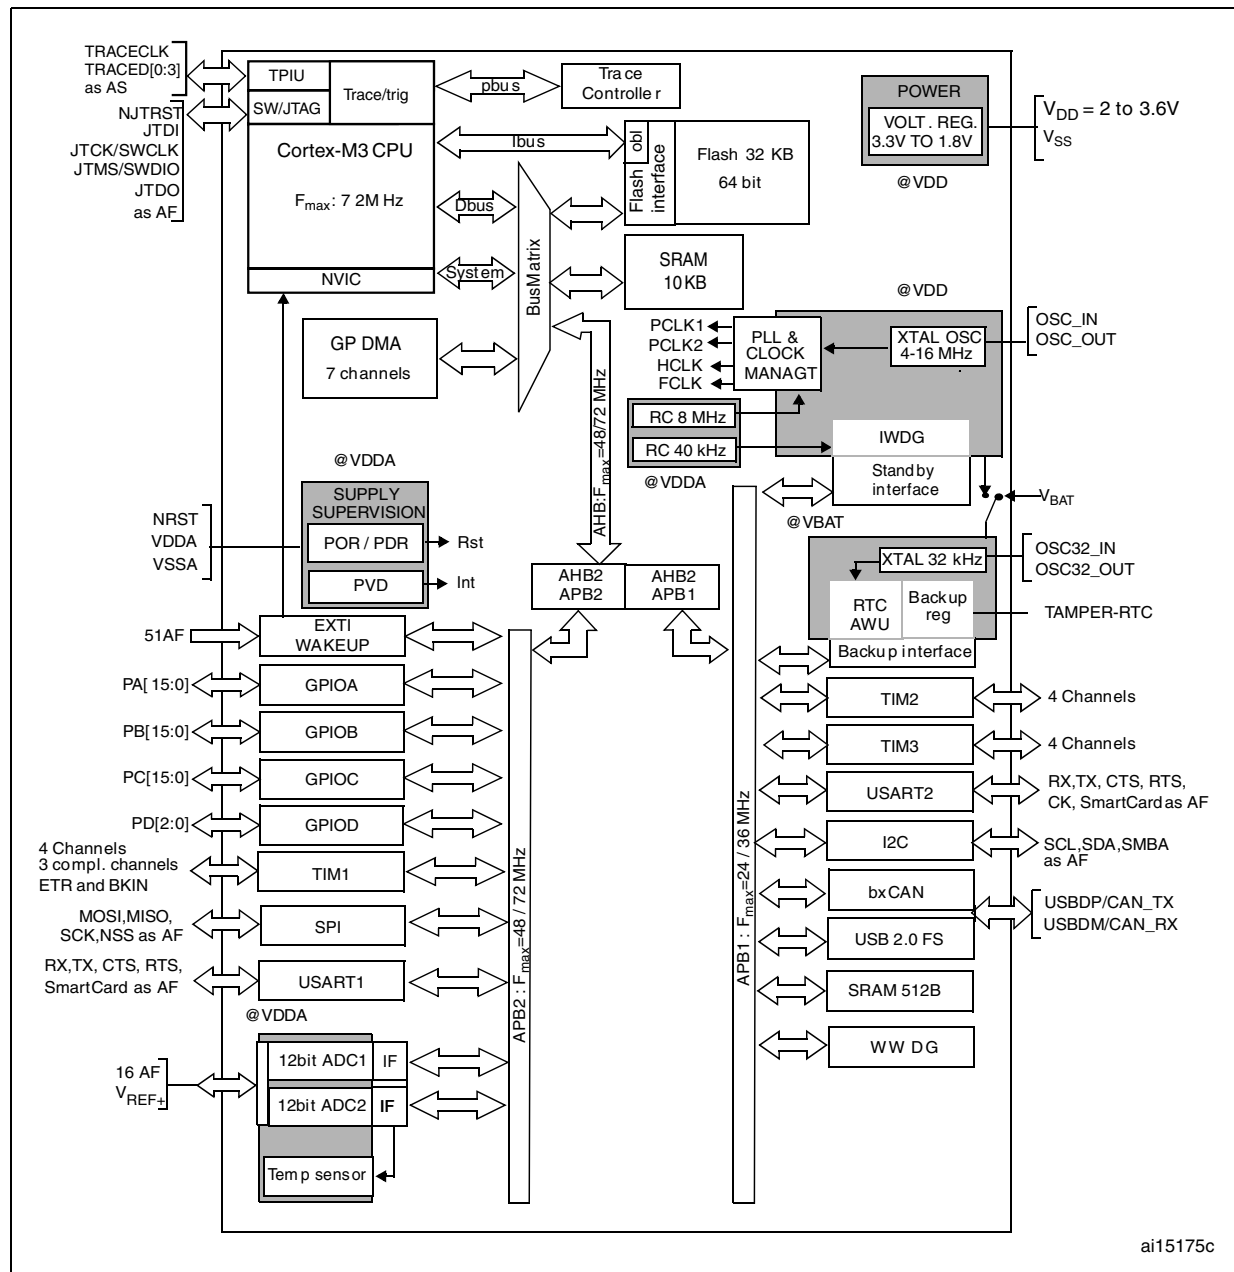 TRACECLK
TRACED[0:3]
as AS
NJTRST
JTDI
JTCK/SWCLK
JTMS/SWDIO
JTDO
as AF
TPIU
SW/JTAG
Trace/trig
Cortex-M3 CPU
Fmax: 7 2M Hz
NVIC
pbus
Trace
Controller
Ibus
Dbus
System
BusMatrix
Flash
interface
obl
Flash 32 KB
64 bit
SRAM
10KB
POWER
VOLT. REG.
3.3V TO 1.8V
@VDD
VDD = 2 to 3.6V
VSS
GP DMA
7 channels
AHB:Fmax=48/72 MHz
PCLK1
PCLK2
HCLK
FCLK
PLL &
CLOCK
MANAGT
@VDD
XTAL OSC
4-16 MHz
OSC_IN
OSC_OUT
RC 8 MHz
RC 40 kHz
@VDDA
IWDG
Standby
interface
VBAT
@VBAT
@VDDA
SUPPLY
SUPERVISION
POR / PDR
PVD
Rst
Int
NRST
VDDA
VSSA
AHB2
APB2
AHB2
APB1
XTAL 32 kHz
OSC32_IN
OSC32_OUT
RTC
AWU
Backup
reg
TAMPER-RTC
Backup interface
51AF
EXTI
WAKEUP
PA[15:0]
GPIOA
PB[15:0]
GPIOB
PC[15:0]
GPIOC
PD[2:0]
GPIOD
4 Channels
3 compl. channels
ETR and BKIN
TIM1
MOSI,MISO,
SCK,NSS as AF
SPI
RX,TX, CTS, RTS,
SmartCard as AF
USART1
@VDDA
16 AF
VREF+
12bit ADC1
IF
12bit ADC2
IF
Temp sensor
APB2 : Fmax=48 / 72 MHz
APB1 : Fmax=24 / 36 MHz
TIM2
4 Channels
TIM3
4 Channels
USART2
RX,TX, CTS, RTS,
CK, SmartCard as AF
I2C
SCL,SDA,SMBA
as AF
bxCAN
USBDP/CAN_TX
USBDM/CAN_RX
USB 2.0 FS
SRAM 512B
WWDG
ai15175c